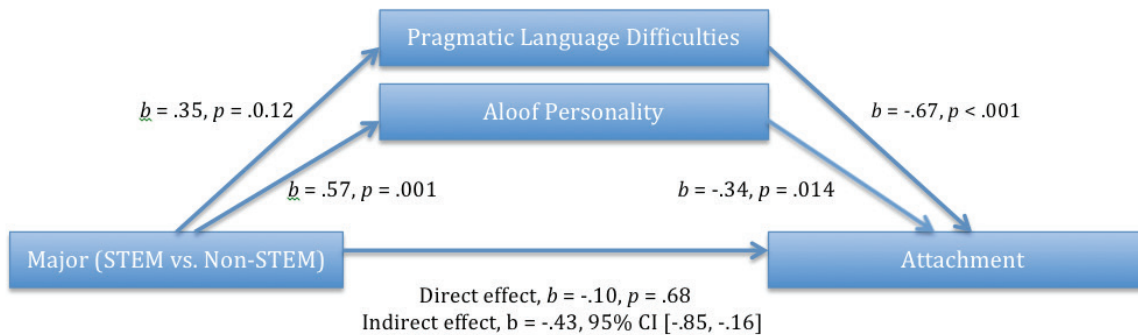 Pragmatic Language Difficulties
b = .35, p = .0.12
Aloof Personality
b = -.67, p < .001
b = .57, p = .001
b = -.34, p = .014
Major (STEM vs. Non-STEM)
Attachment
Direct effect, b = -.10, p = .68
Indirect effect, b = -.43, 95% CI [-.85, -.16]